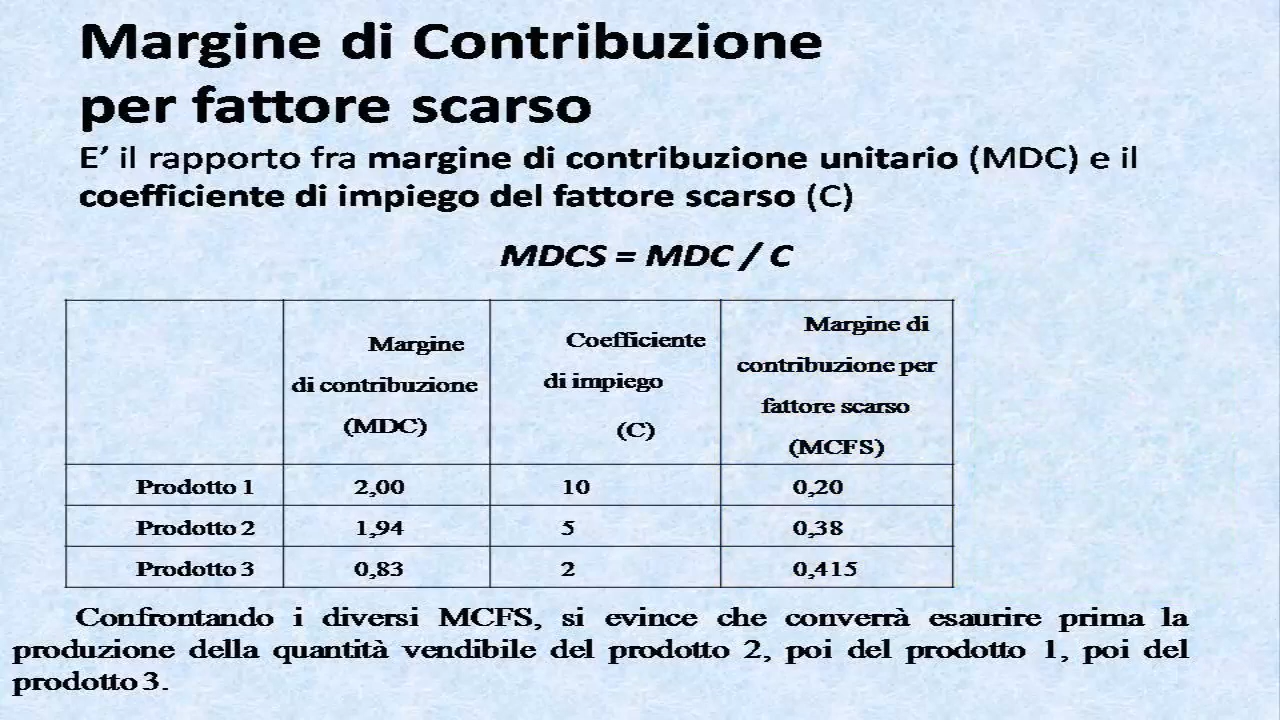 Margine di Contribuzione
per fattore scarso
E’ il rapporto fra margine di contribuzione unitario (MDC) e il
coefficiente di impiego del fattore scarso (C)
MDCS = MDC / C
Margine
di contribuzione
(MDC)
Coefficiente
di impiego
(C)
Margine di
contribuzione per
fattore scarso
(MCFS)
Prodotto 1 2,00 10 0,20
Prodotto 2 1,94 5 0,38
Prodotto 3 0,83 2 0,415
Confrontando i diversi MCFS, si evince che converrà esaurire prima la
produzione della quantità vendibile del prodotto 2, poi del prodotto 1, poi del
prodotto 3.